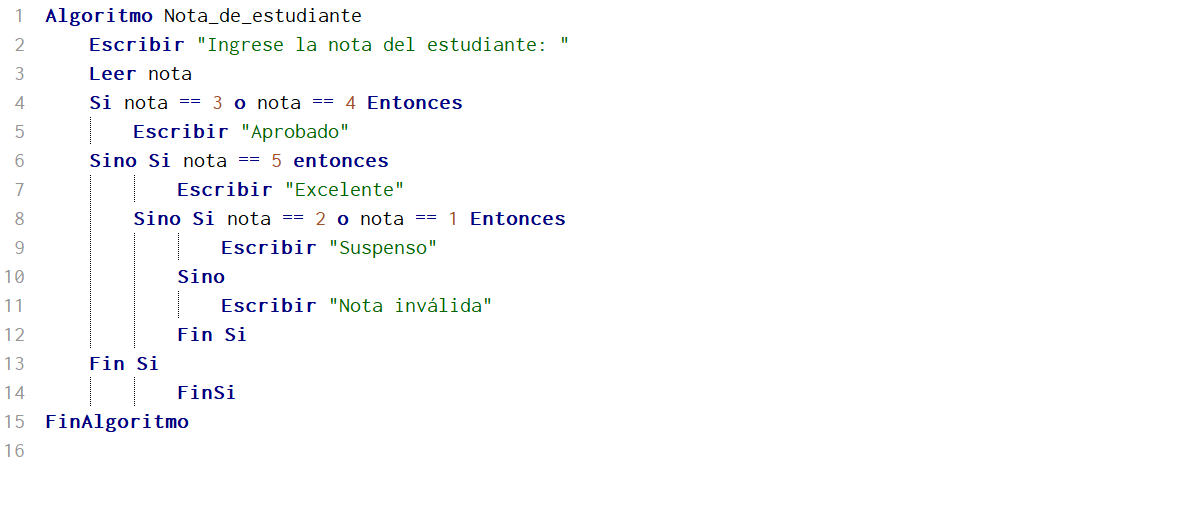 1 Algoritmo Nota_de_estudiante
2 Escribir "Ingrese la nota del estudiante: "
3 Leer nota
4 Si nota == 3 o nota == 4 Entonces
5 Escribir "Aprobado"
6 Sino Si nota == 5 entonces
7 Escribir "Excelente"
8 Sino Si nota == 2 o nota == 1 Entonces
9 Escribir "Suspenso"
10 Sino
11 Escribir "Nota inválida"
12 Fin Si
13 Fin Si
14 FinSi
15 FinAlgoritmo
16